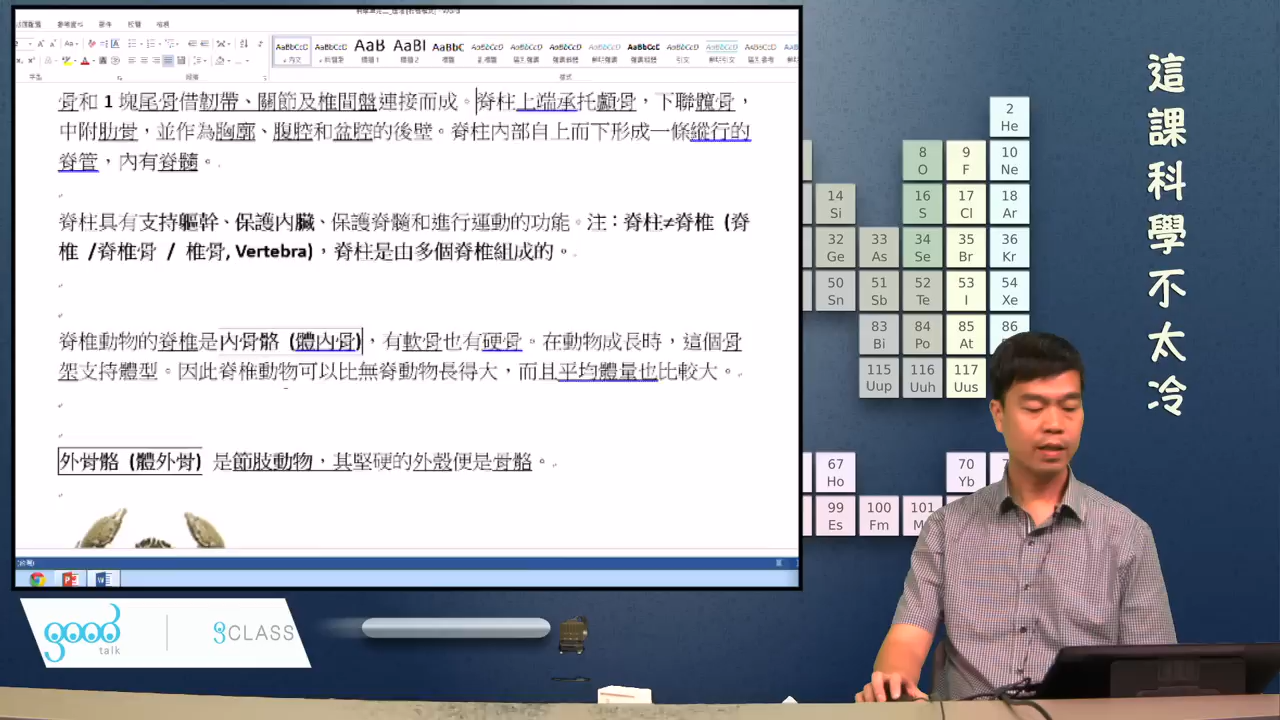 AaBbCcD AaBbCcD AaB AaBl AaBbC AaBbCcD AaBbCcD AaBbCcD AaBbCcD AaBbCcC AaBbCcD AaBbCcD AaBbCcD
骨和 1 塊尾骨借韌帶、關節及椎間盤連接而成。脊柱上端承托顱骨，下聯髖骨，
中附肋骨，並作為胸廓、腹腔和盆腔的後壁。脊柱內部自上而下形成一條縱行的
脊管，內有脊髓。
脊柱具有支持軀幹、保護內臟、保護脊髓和進行運動的功能。注：脊柱≠脊椎 (脊
椎 /脊椎骨 / 椎骨, Vertebra)，脊柱是由多個脊椎組成的。
脊椎動物的脊椎是內骨骼 (體內骨)，有軟骨也有硬骨。在動物成長時，這個骨
架支持體型。因此脊椎動物可以比無脊動物長得大，而且平均體量也比較大。
外骨骼 (體外骨) 是節肢動物，其堅硬的外殼便是骨骼。
這課科學不太冷
2
He
8 9 10
O F Ne
14 16 17 18
Si S Cl Ar
32 33 34 35 36
Ge As Se Br Kr
50 51 52 53 54
Sn Sb Te I Xe
83 84 85 86
Bi Po At
115 116 117
Uup Uuh Uus
67 70
Ho Yb
99 100 101
Es Fm
good
talk
CLASS